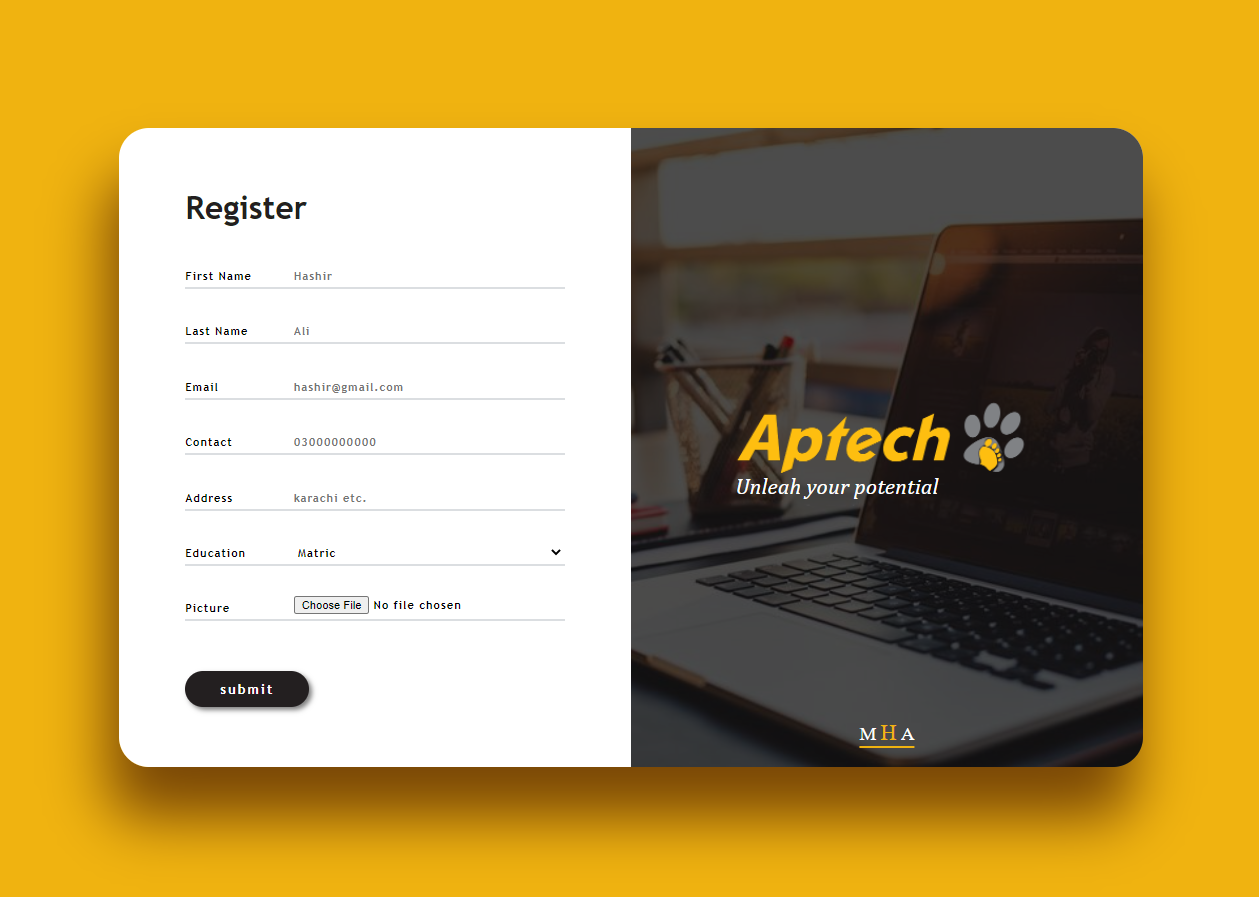 Register
First Name Hashir
Last Name Ali
Email hashir@gmail.com
Contact 03000000000
Address karachi etc.
Education Matric
Picture Choose File No file chosen
submit
Aptech
Unleah your potential
MHA